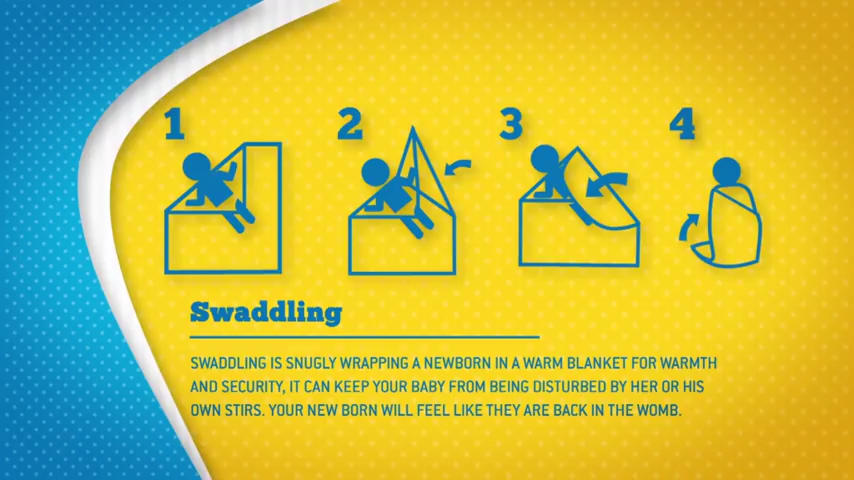 1 2 3 4
Swaddling
SWADDLING IS SNUGLY WRAPPING A NEWBORN IN A WARM BLANKET FOR WARMTH
AND SECURITY, IT CAN KEEP YOUR BABY FROM BEING DISTURBED BY HER OR HIS
OWN STIRS. YOUR NEW BORN WILL FEEL LIKE THEY ARE BACK IN THE WOMB.